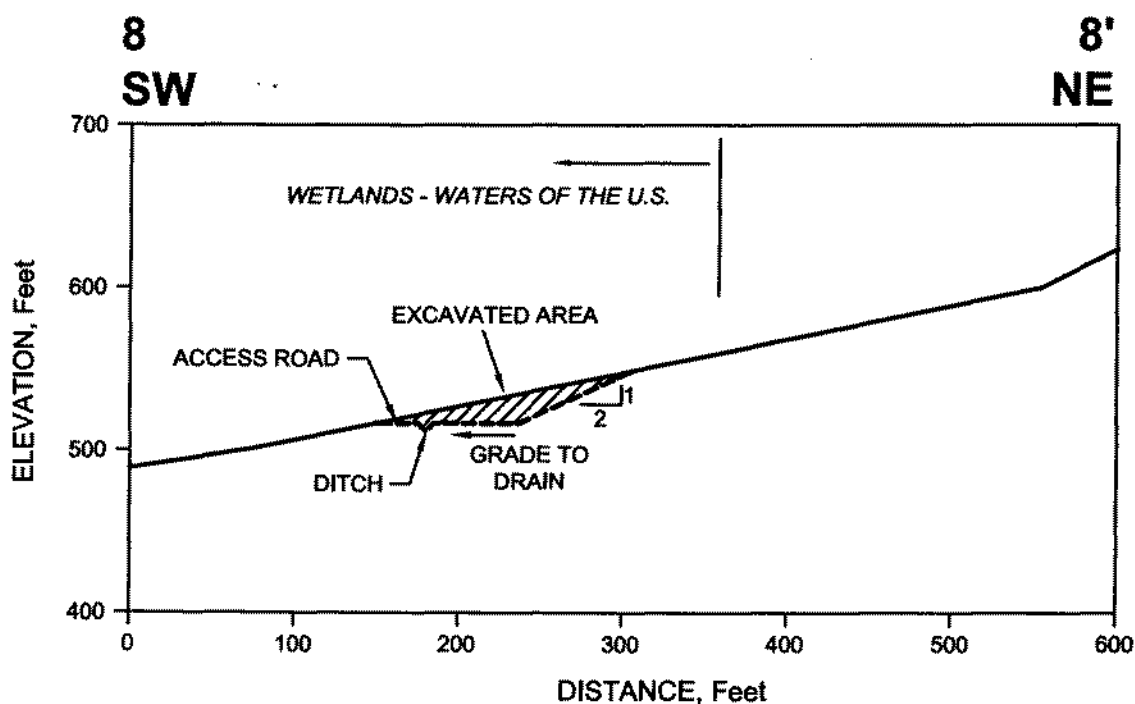 8
8'
SW
NE
700
WETLANDS - WATERS OF THE U.S.
600
EXCAVATED AREA
ACCESS ROAD
1
2
500
GRADE TO
DRAIN
DITCH
400
ELEVATION, Feet
0
100
200
300
400
500
600
DISTANCE, Feet